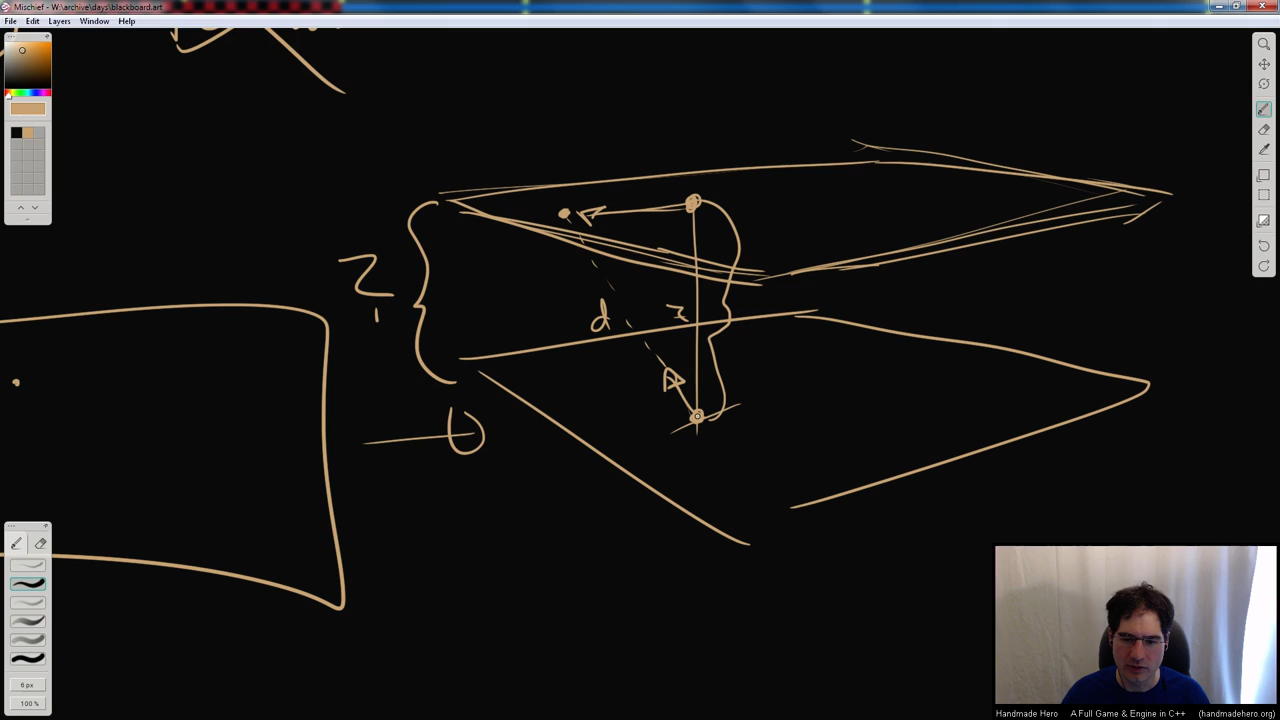 Mischief - W:\archive\days\blackboard.art
File Edit Layers Window Help
Z
d
z
0
6 px
100 %
Handmade Hero A Full Game & Engine in C++ (handmadehero.org)